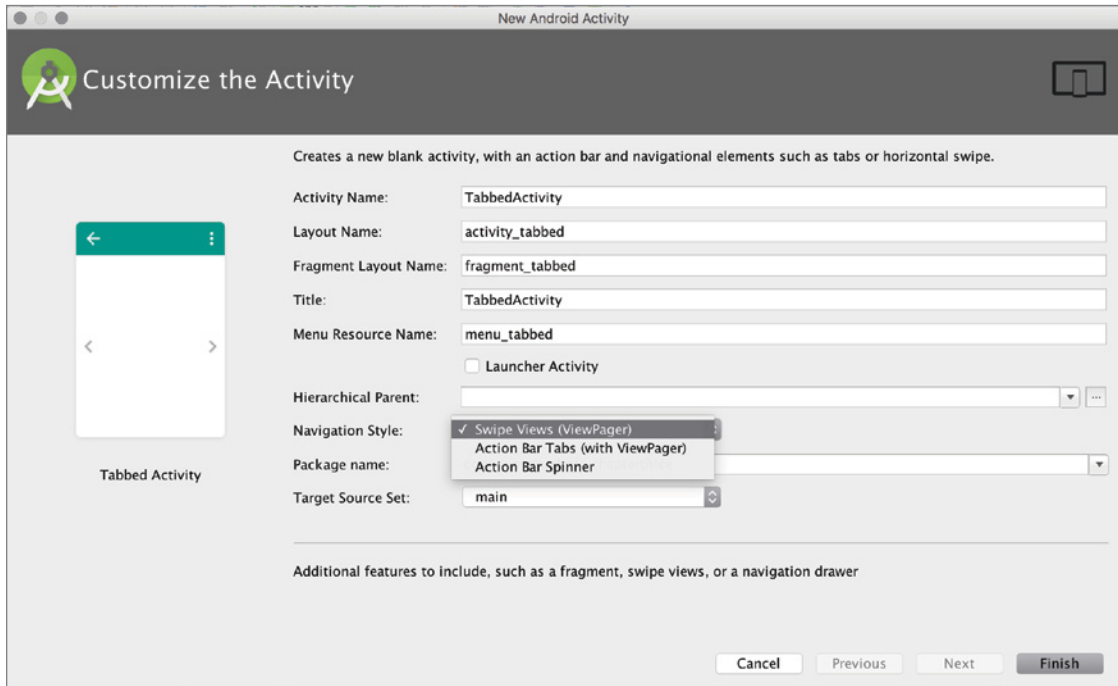 New Android Activity
Customize the Activity
Creates a new blank activity, with an action bar and navigational elements such as tabs or horizontal swipe.
Activity Name: TabbedActivity
Layout Name: activity_tabbed
Fragment Layout Name: fragment_tabbed
Title: TabbedActivity
Menu Resource Name: menu_tabbed
Launcher Activity
Hierarchical Parent:
Navigation Style: ✓ Swipe Views (ViewPager)
Action Bar Tabs (with ViewPager)
Action Bar Spinner
Package name:
Target Source Set: main
Tabbed Activity
Additional features to include, such as a fragment, swipe views, or a navigation drawer
Cancel Previous Next Finish